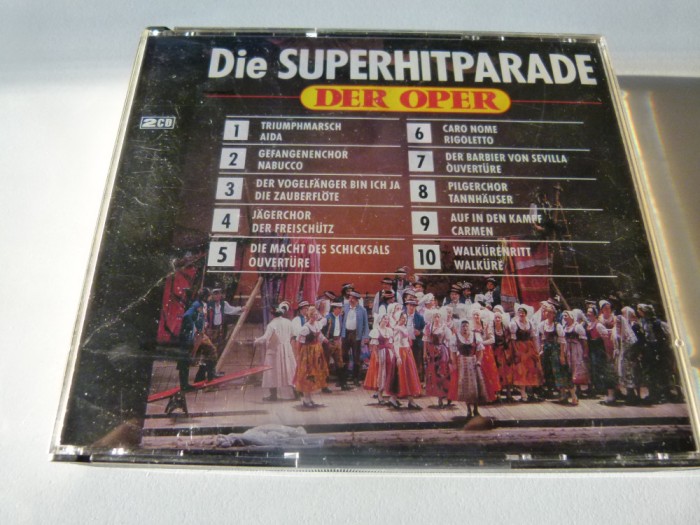 Die SUPERHITPARADE
DER OPER
2CD
1 TRIUMPHMARSCH
AIDA
2 GEFANGENENCHOR
NABUCCO
3 DER VOGELFÄNGER BIN ICH JA
DIE ZAUBERFLÖTE
4 JÄGERCHOR
DER FREISCHÜTZ
5 DIE MACHT DES SCHICKSALS
OUVERTÜRE
6 CARO NOME
RIGOLETTO
7 DER BARBIER VON SEVILLA
OUVERTÜRE
8 PILGERCHOR
TANNHÄUSER
9 AUF IN DEN KAMPF
CARMEN
10 WALKÜRENRITT
WALKÜRE